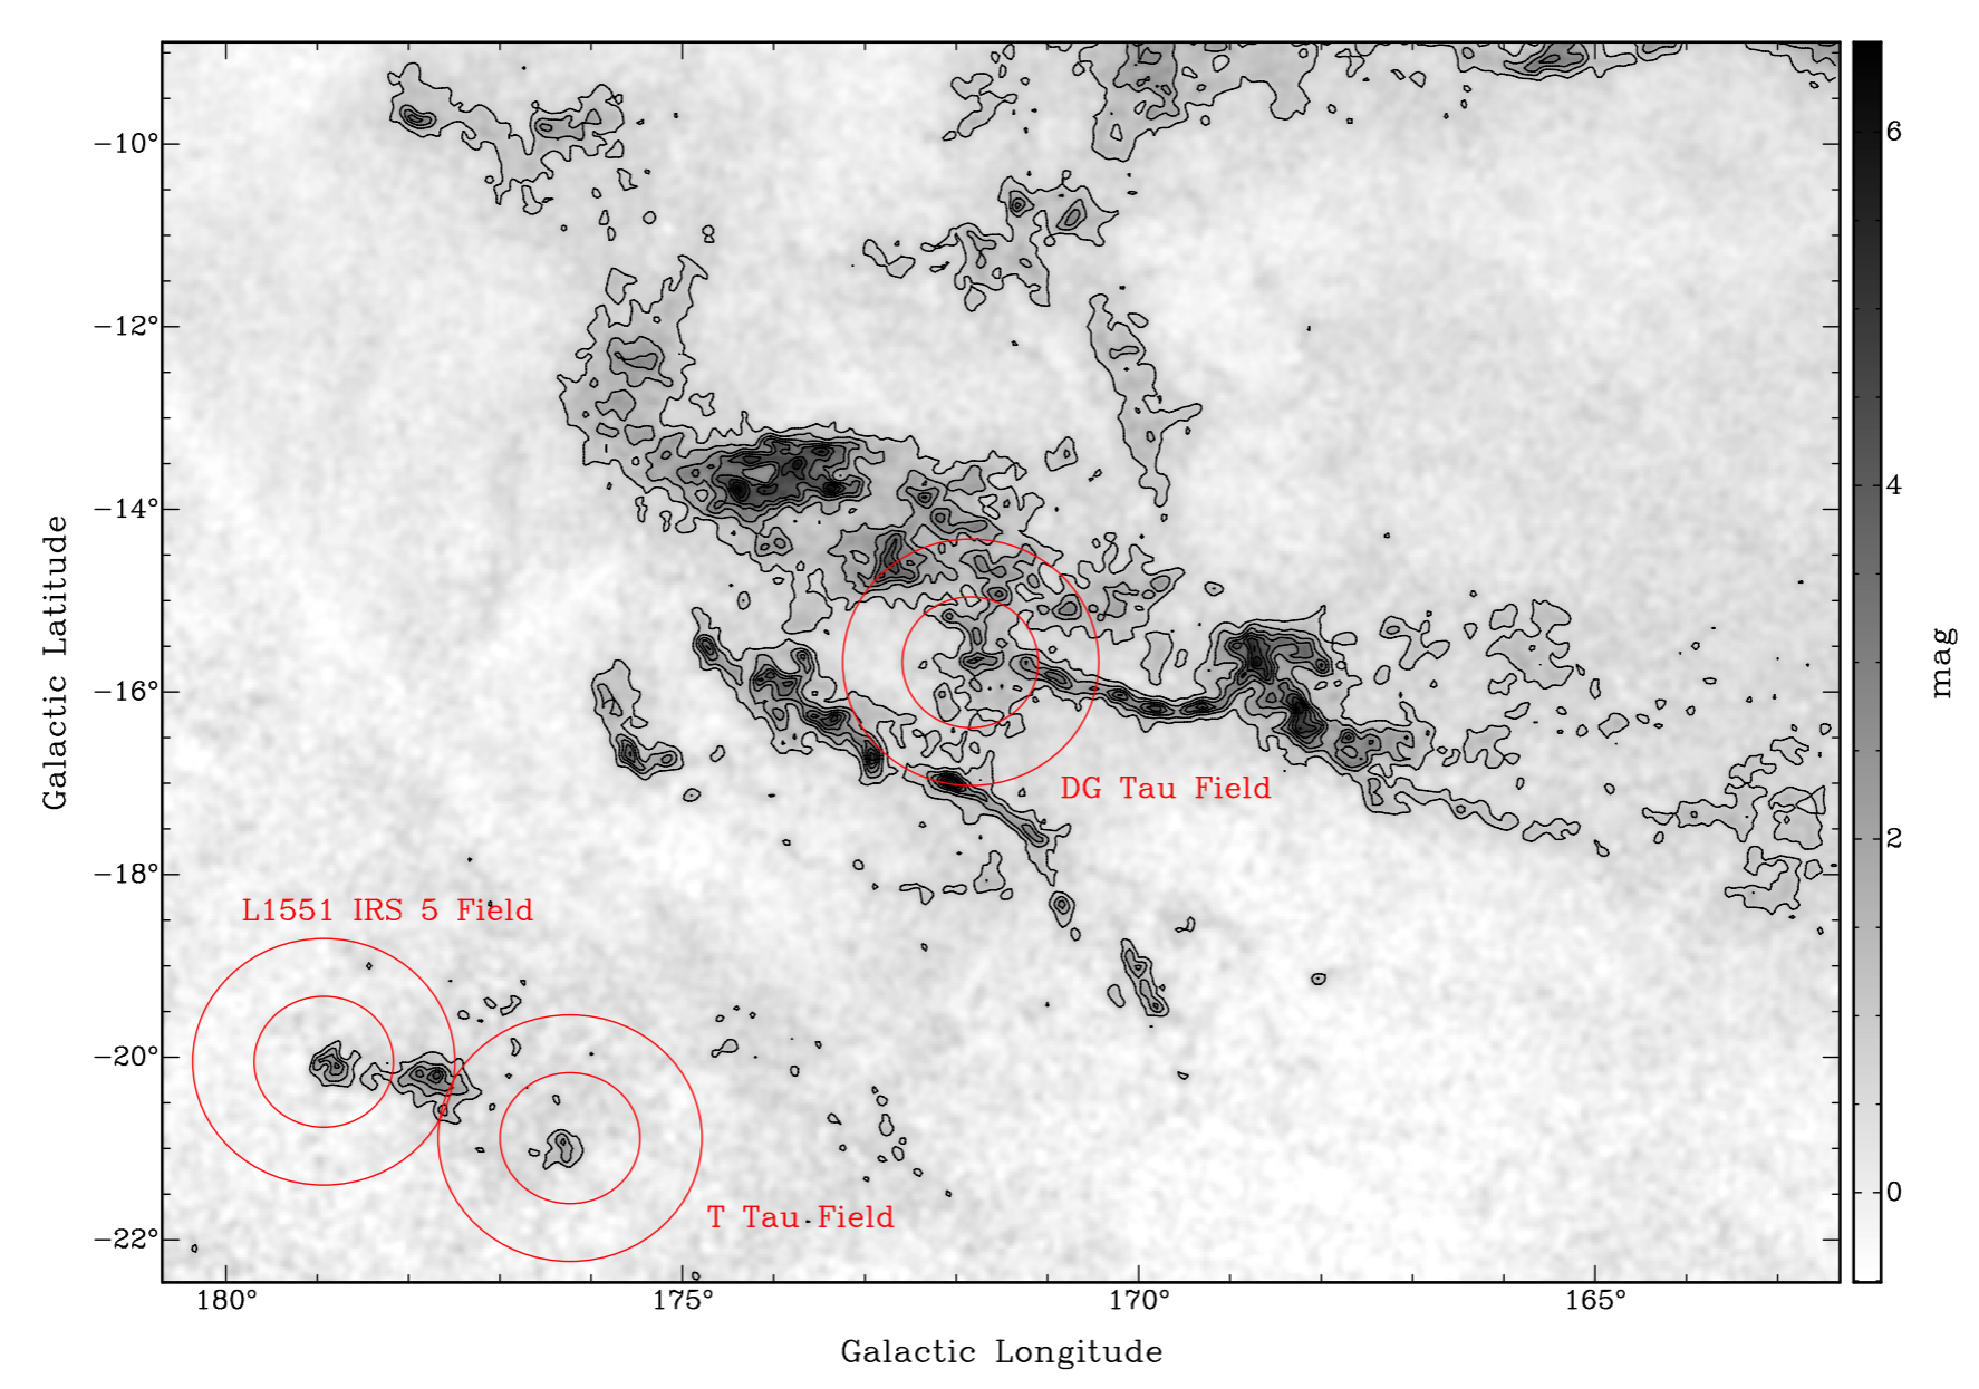 −10°
−12°
−14°
−16°
−18°
−20°
−22°
Galactic Latitude
180°
175°
170°
165°
Galactic Longitude
L1551 IRS 5 Field
T Tau Field
DG Tau Field
6
4
2
0
mag